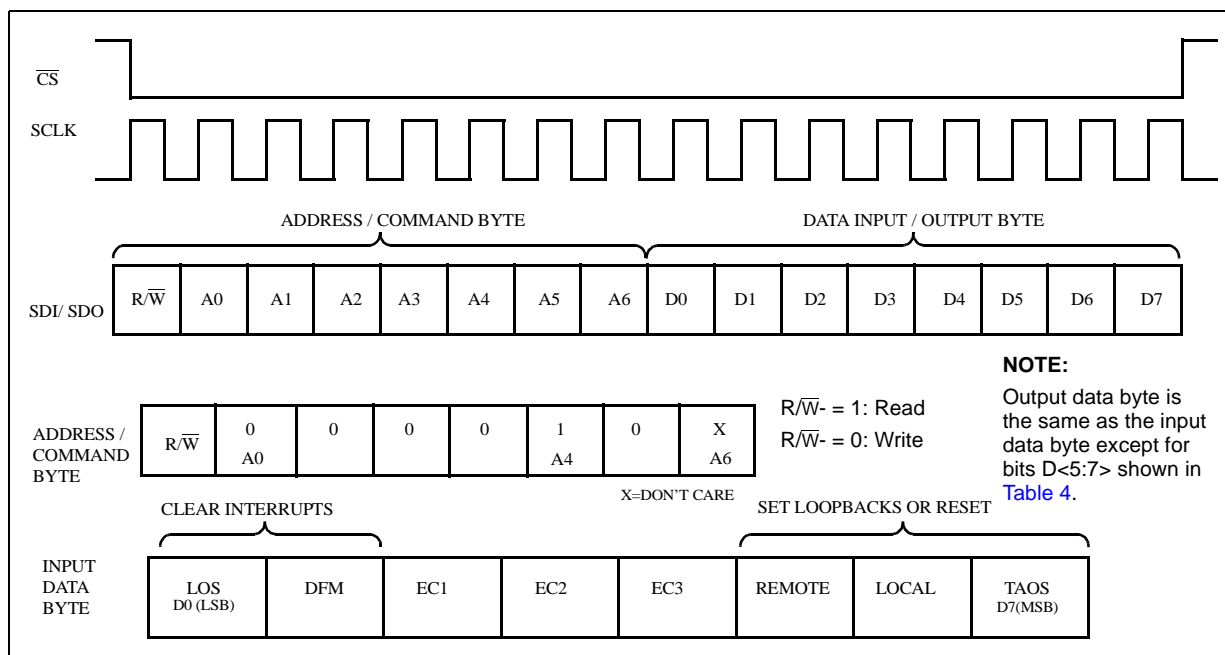 CS
SCLK
ADDRESS / COMMAND BYTE
DATA INPUT / OUTPUT BYTE
SDI/ SDO
R/W A0 A1 A2 A3 A4 A5 A6 D0 D1 D2 D3 D4 D5 D6 D7
NOTE:
Output data byte is
the same as the input
data byte except for
bits D<5:7> shown in
Table 4.
ADDRESS /
COMMAND
BYTE
R/W 0 0 0 0 1 0 X
A0 A4 A6
R/W- = 1: Read
R/W- = 0: Write
X=DON'T CARE
CLEAR INTERRUPTS
SET LOOPBACKS OR RESET
INPUT
DATA
BYTE
LOS DFM EC1 EC2 EC3 REMOTE LOCAL TAOS
D0 (LSB) D7(MSB)